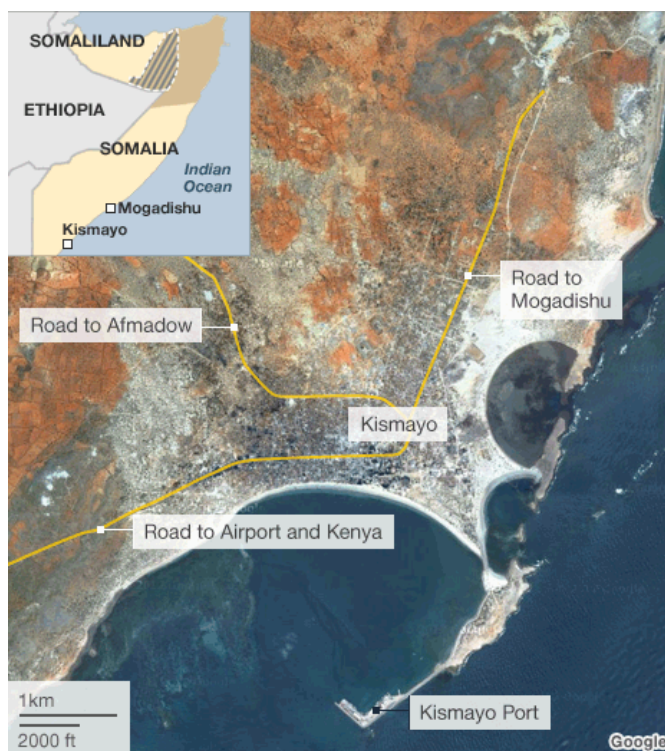 SOMALILAND
ETHIOPIA
SOMALIA
Indian
Ocean
Mogadishu
Kismayo
Road to
Mogadishu
Road to Afmadow
Kismayo
Road to Airport and Kenya
Kismayo Port
1km
2000 ft
Google